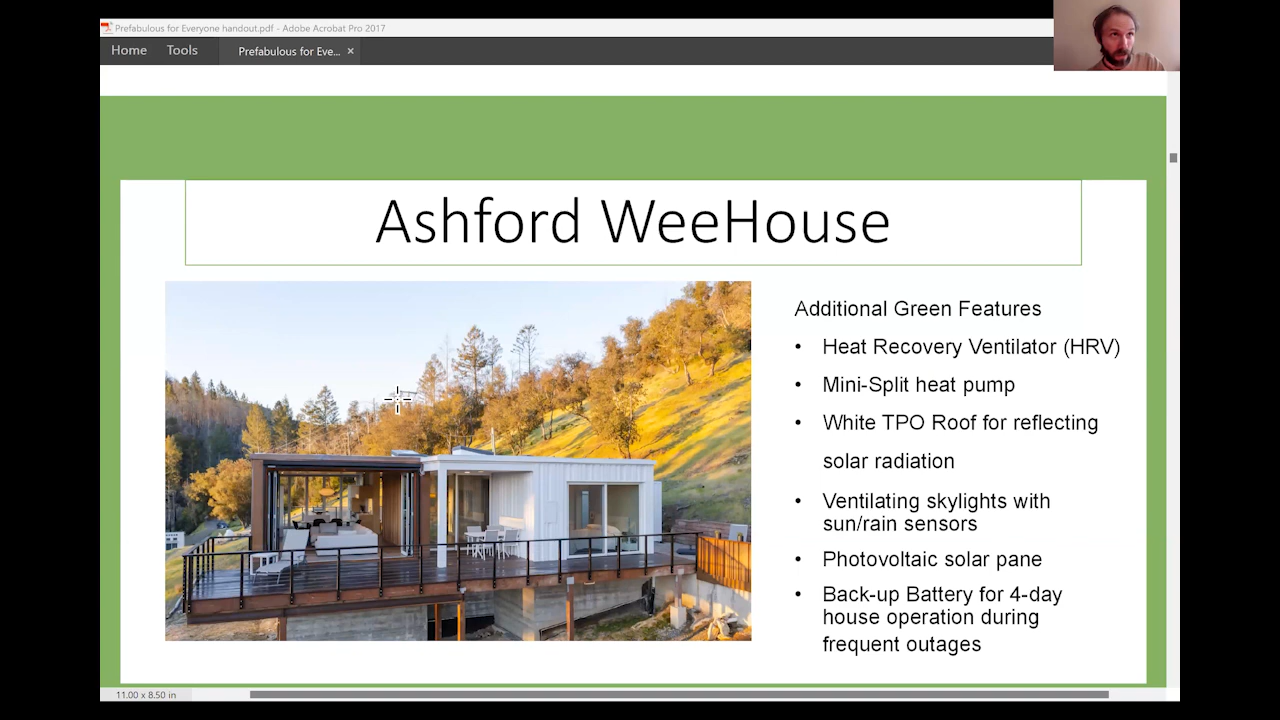 Prefabulous for Everyone handout.pdf - Adobe Acrobat Pro 2017
Home Tools Prefabulous for Eve... ×
Ashford WeeHouse
Additional Green Features
• Heat Recovery Ventilator (HRV)
• Mini-Split heat pump
• White TPO Roof for reflecting
solar radiation
• Ventilating skylights with
sun/rain sensors
• Photovoltaic solar pane
• Back-up Battery for 4-day
house operation during
frequent outages
11.00 x 8.50 in